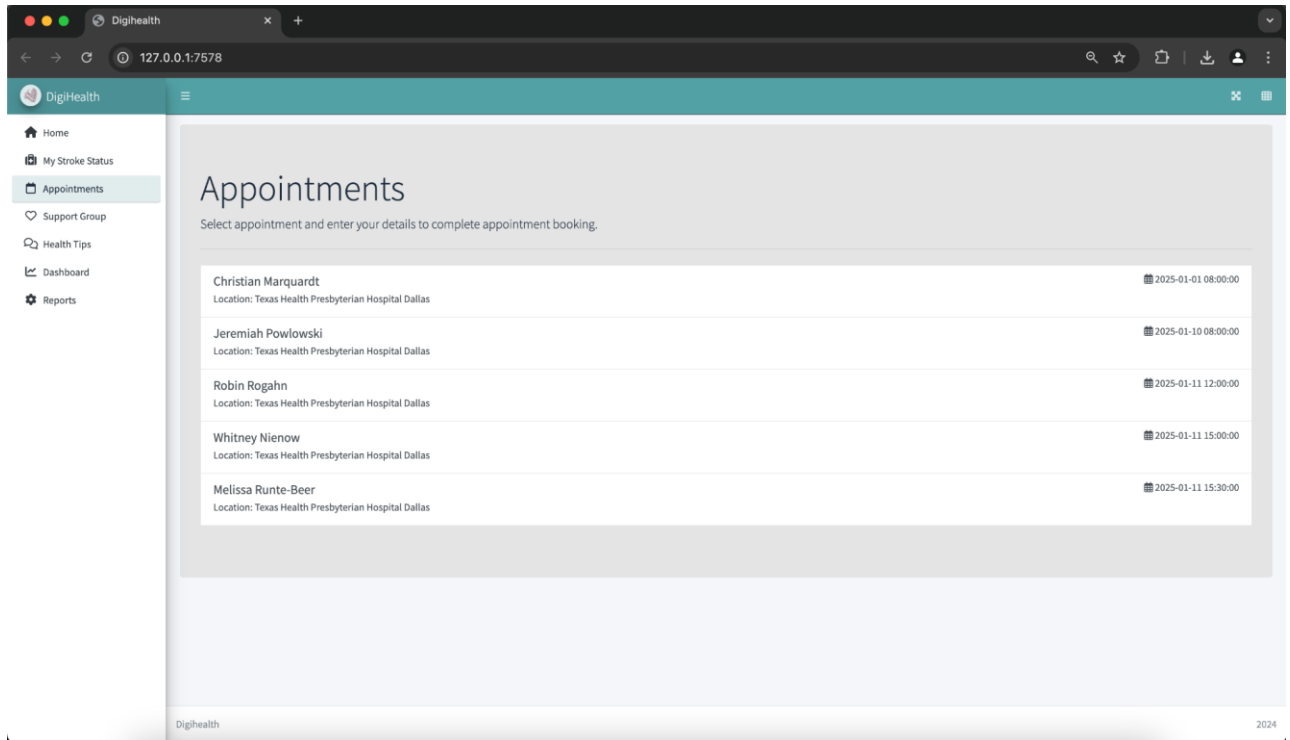 Digihealth
127.0.0.1:7578
DigiHealth
Home
My Stroke Status
Appointments
Support Group
Health Tips
Dashboard
Reports
Appointments
Select appointment and enter your details to complete appointment booking.
Christian Marquardt 2025-01-01 08:00:00
Location: Texas Health Presbyterian Hospital Dallas
Jeremiah Powlowski 2025-01-10 08:00:00
Location: Texas Health Presbyterian Hospital Dallas
Robin Rogahn 2025-01-11 12:00:00
Location: Texas Health Presbyterian Hospital Dallas
Whitney Nienow 2025-01-11 15:00:00
Location: Texas Health Presbyterian Hospital Dallas
Melissa Runte-Beer 2025-01-11 15:30:00
Location: Texas Health Presbyterian Hospital Dallas
Digihealth 2024